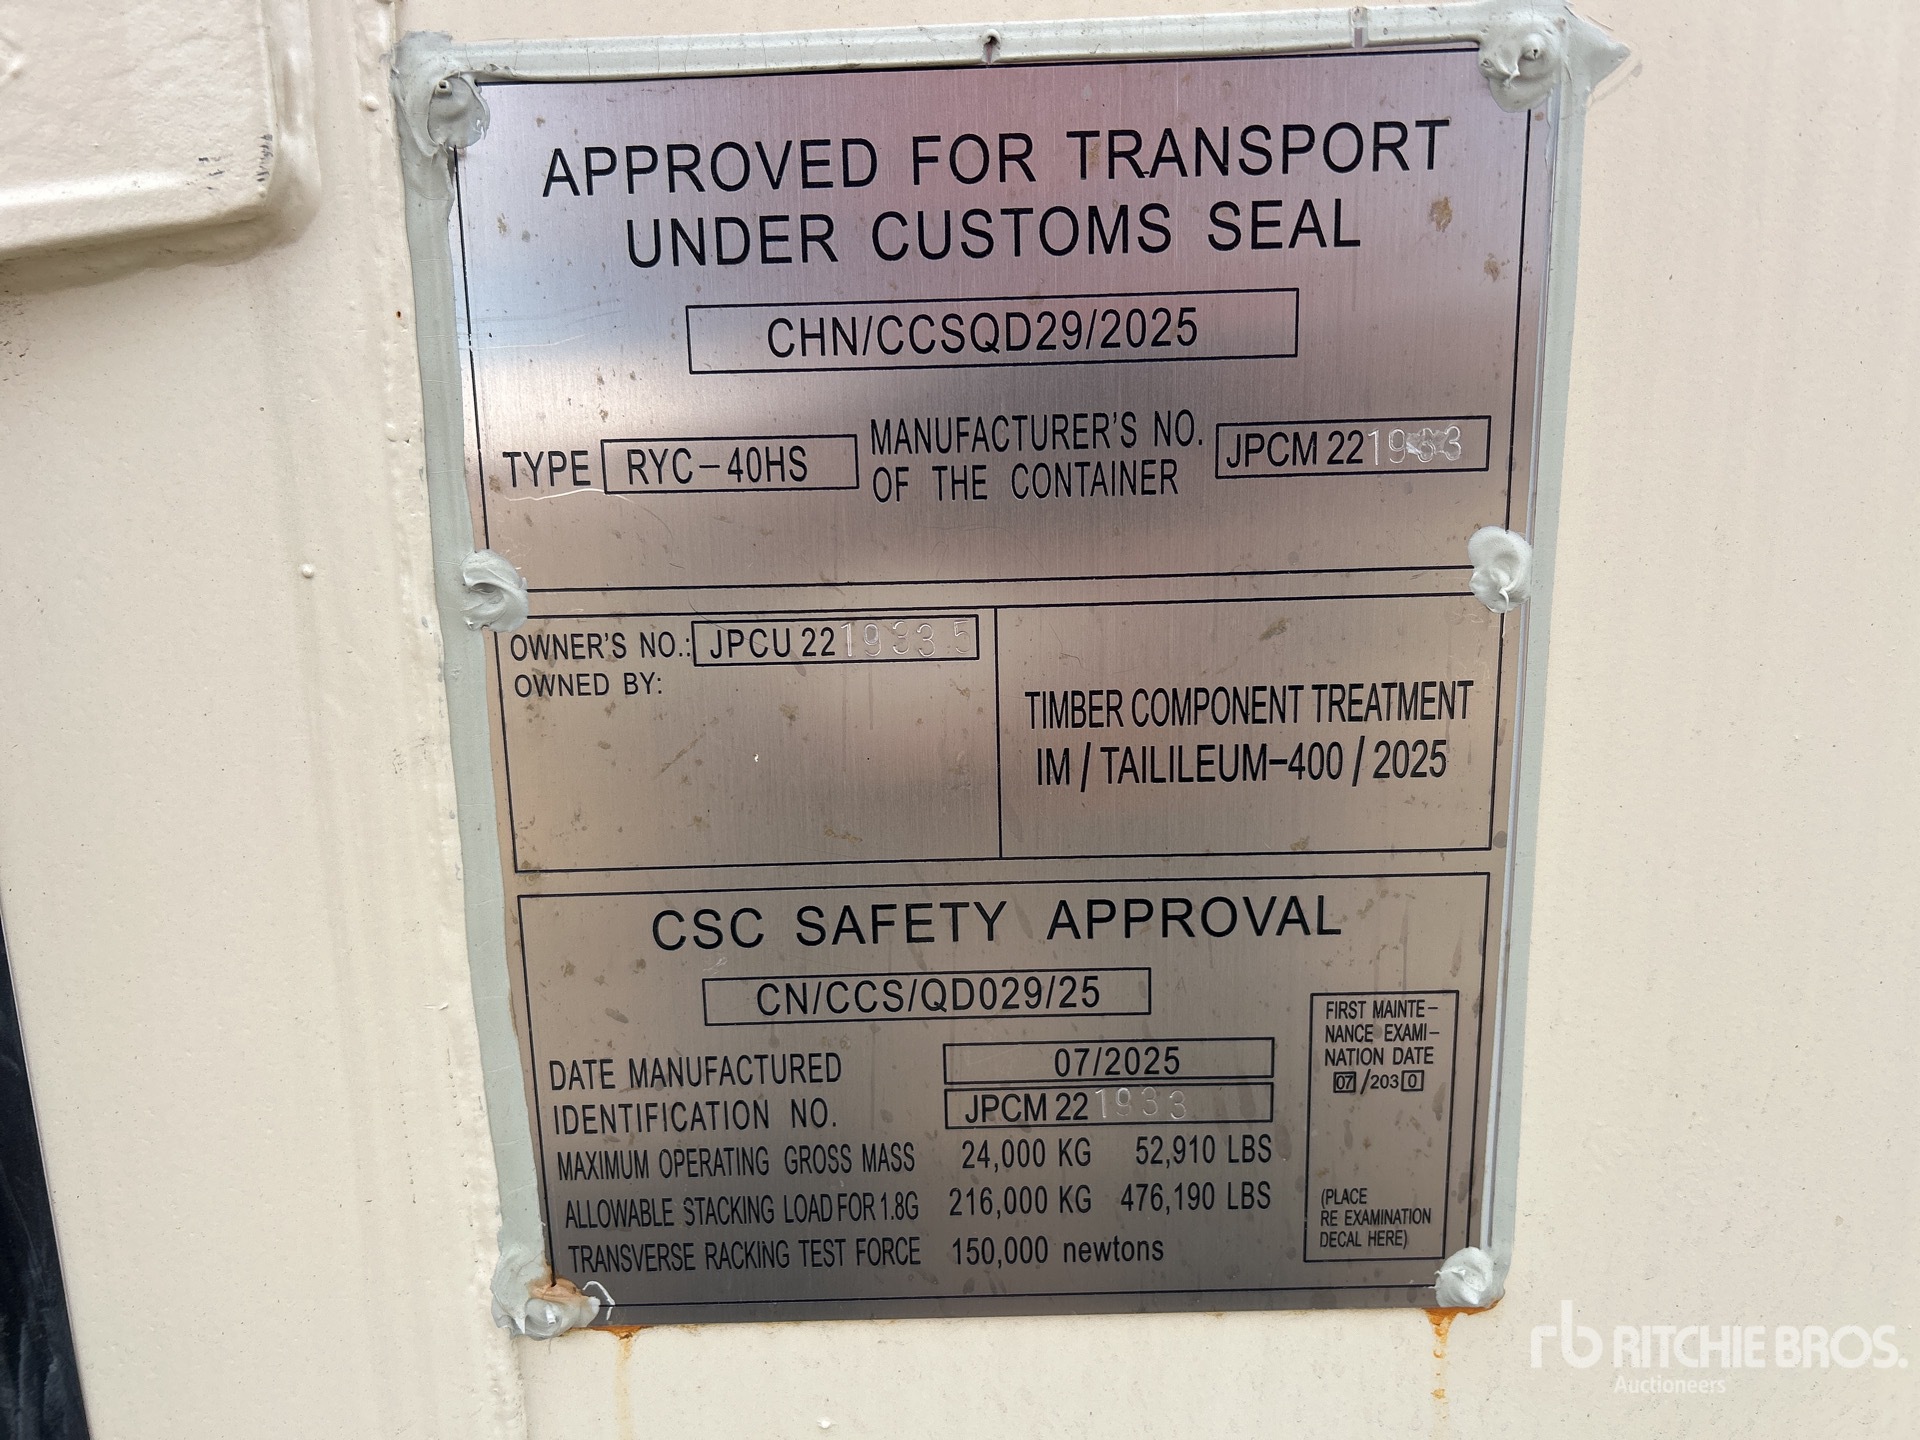 APPROVED FOR TRANSPORT
UNDER CUSTOMS SEAL
CHN/CCSQD29/2025
TYPE RYC-40HS MANUFACTURER'S NO. OF THE CONTAINER JPCM 221933
OWNER'S NO.: JPCU 2219335
OWNED BY:
TIMBER COMPONENT TREATMENT
IM / TAILILEUM-400 / 2025
CSC SAFETY APPROVAL
CN/CCS/QD029/25
DATE MANUFACTURED 07/2025
IDENTIFICATION NO. JPCM 221933
MAXIMUM OPERATING GROSS MASS 24,000 KG 52,910 LBS
ALLOWABLE STACKING LOAD FOR 1.8G 216,000 KG 476,190 LBS
TRANSVERSE RACKING TEST FORCE 150,000 newtons
FIRST MAINTE-
NANCE EXAMI-
NATION DATE
07/2030
(PLACE
RE EXAMINATION
DECAL HERE)
rb RITCHIE BROS.
Auctioneers